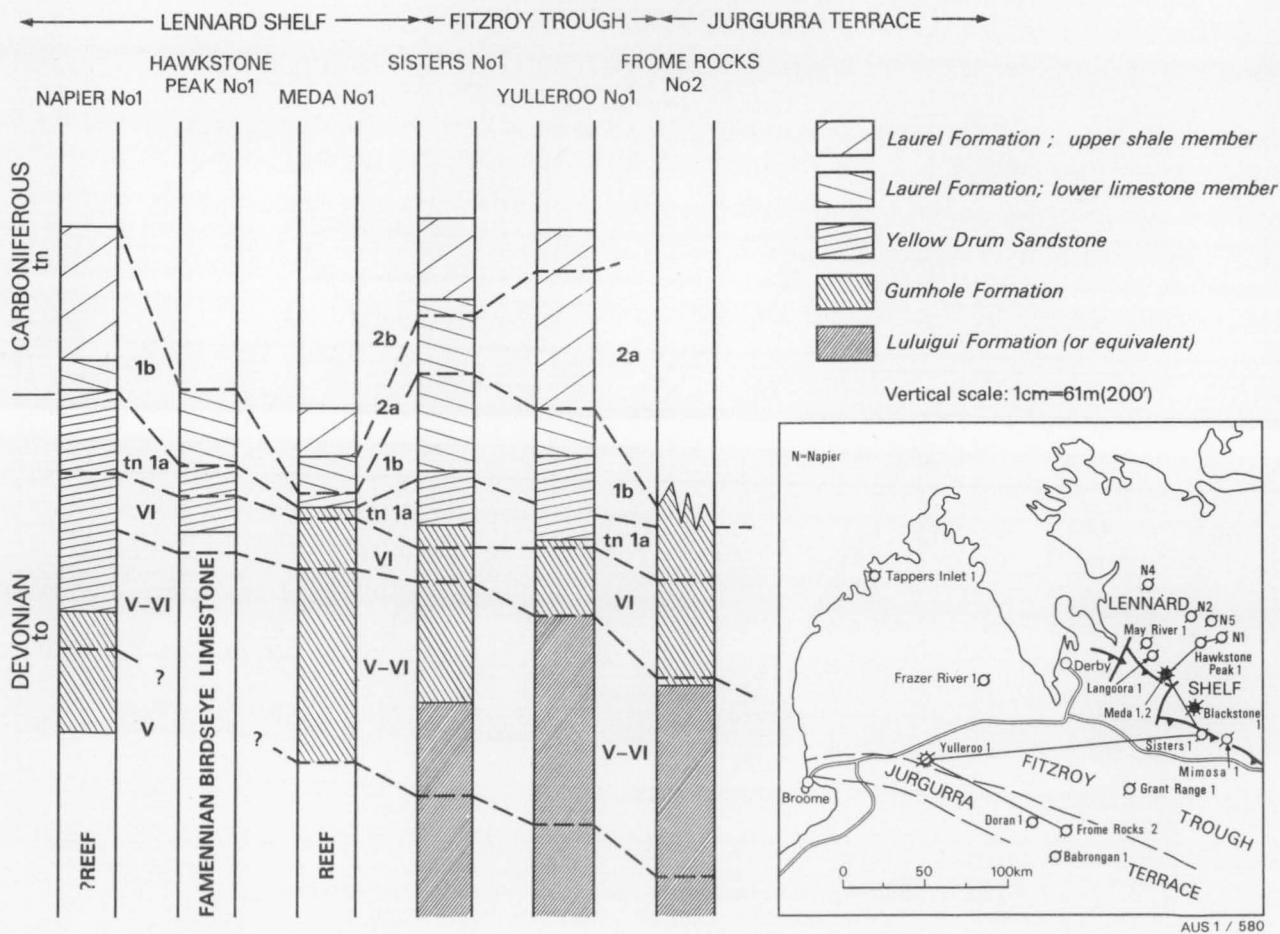 LENNARD SHELF FITZROY TROUGH JURGURRA TERRACE
NAPIER No1
HAWKSTONE
PEAK No1
MEDA No1
SISTERS No1
YULLEROO No1
FROME ROCKS
No2
CARBONIFEROUS
tn
DEVONIAN
to
1b
tn 1a
VI
V–VI
?
V
?REEF
FAMENNIAN BIRDSEYE LIMESTONE
2b
2a
1b
tn 1a
VI
V–VI
?
REEF
2a
1b
tn 1a
VI
V–VI
Laurel Formation ; upper shale member
Laurel Formation; lower limestone member
Yellow Drum Sandstone
Gumhole Formation
Luluigui Formation (or equivalent)
Vertical scale: 1cm=61m(200')
N–Napier
Tappers Inlet 1
N4
LENNARD
N2
N5
N1
May River 1
Hawkstone
Peak 1
Derby
Langoora 1
SHELF
Frazer River 1
Meda 1,2
Blackstone
1
Sisters 1
Mimosa 1
Yulleroo 1
FITZROY
JURGURRA
Broome
Grant Range 1
TROUGH
Doran 1
Frome Rocks 2
Babrongan 1
TERRACE
0 50 100km
AUS 1 / 580